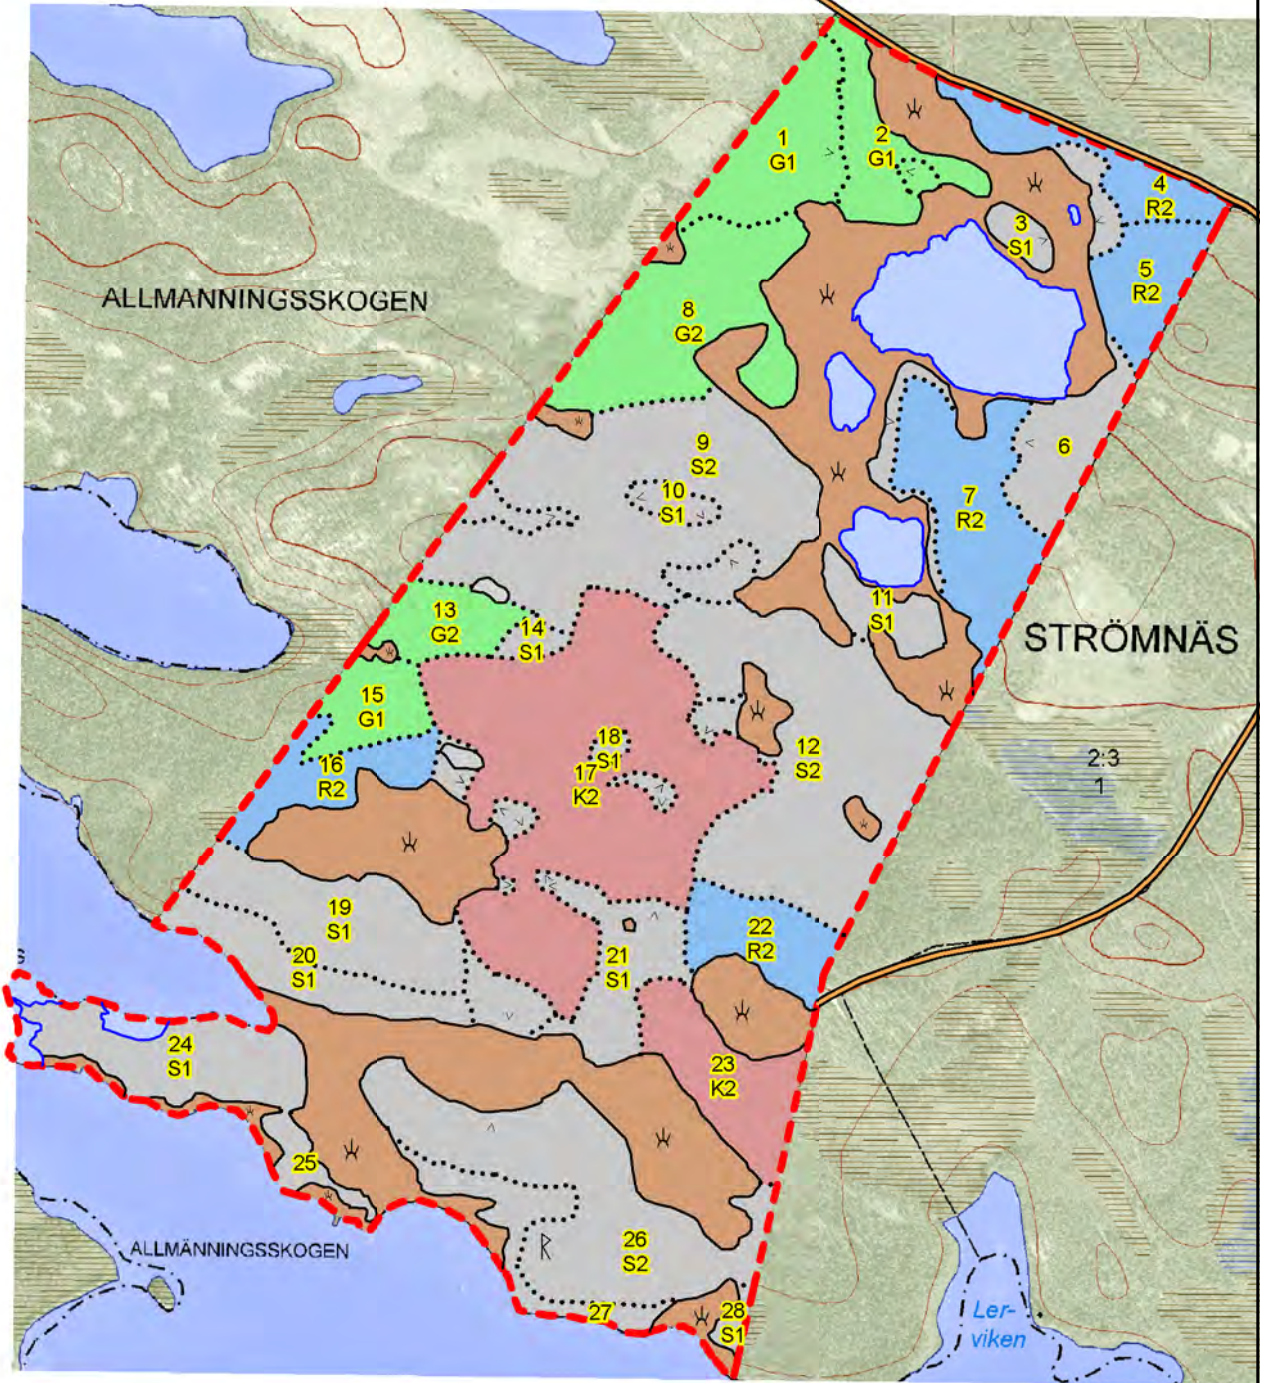 1
G1
2
G1
4
R2
3
S1
5
R2
ALLMÄNNINGSSKOGEN
8
G2
9
S2
6
10
S1
7
R2
11
S1
13
G2
14
S1
STRÖMNÄS
15
G1
16
R2
18
S1
17
K2
12
S2
2:3
1
19
S1
20
S1
21
S1
22
R2
S
24
S1
23
K2
25
ALLMÄNNINGSSKOGEN
R
26
S2
27
28
S1
Ler-
viken